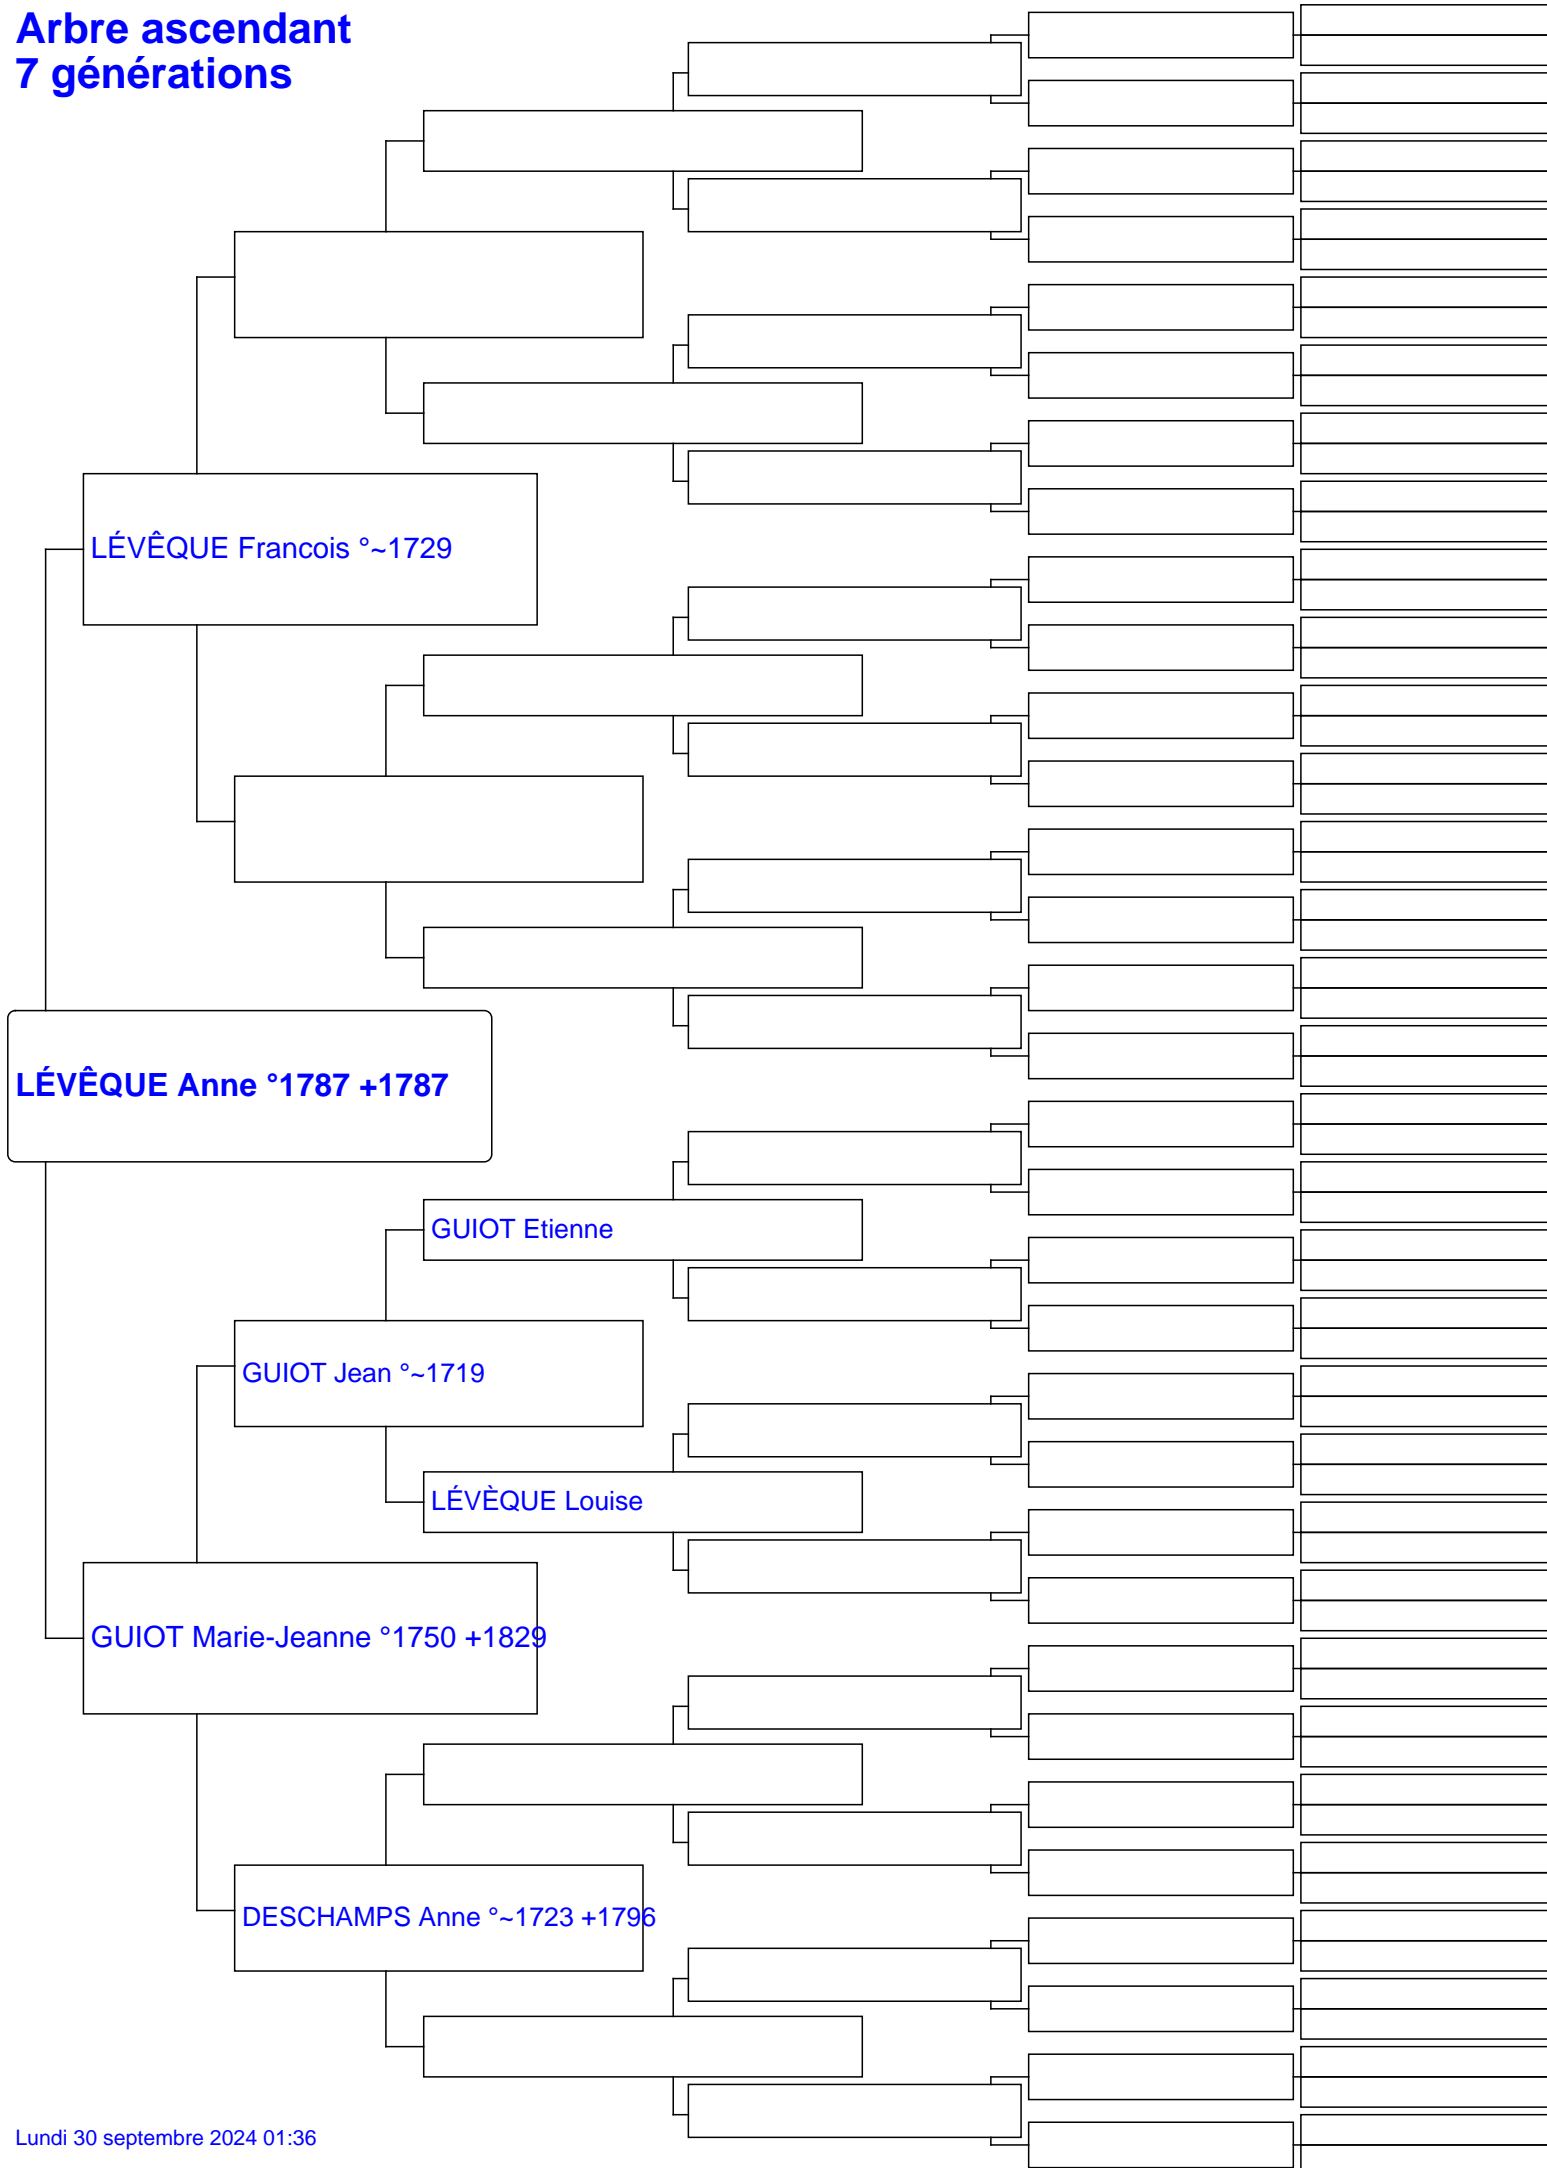 Arbre ascendant
7 générations
LÉVÊQUE Francois °~1729
LÉVÊQUE Anne °1787 +1787
GUIOT Etienne
GUIOT Jean °~1719
LÉVÈQUE Louise
GUIOT Marie-Jeanne °1750 +1829
DESCHAMPS Anne °~1723 +1796
Lundi 30 septembre 2024 01:36